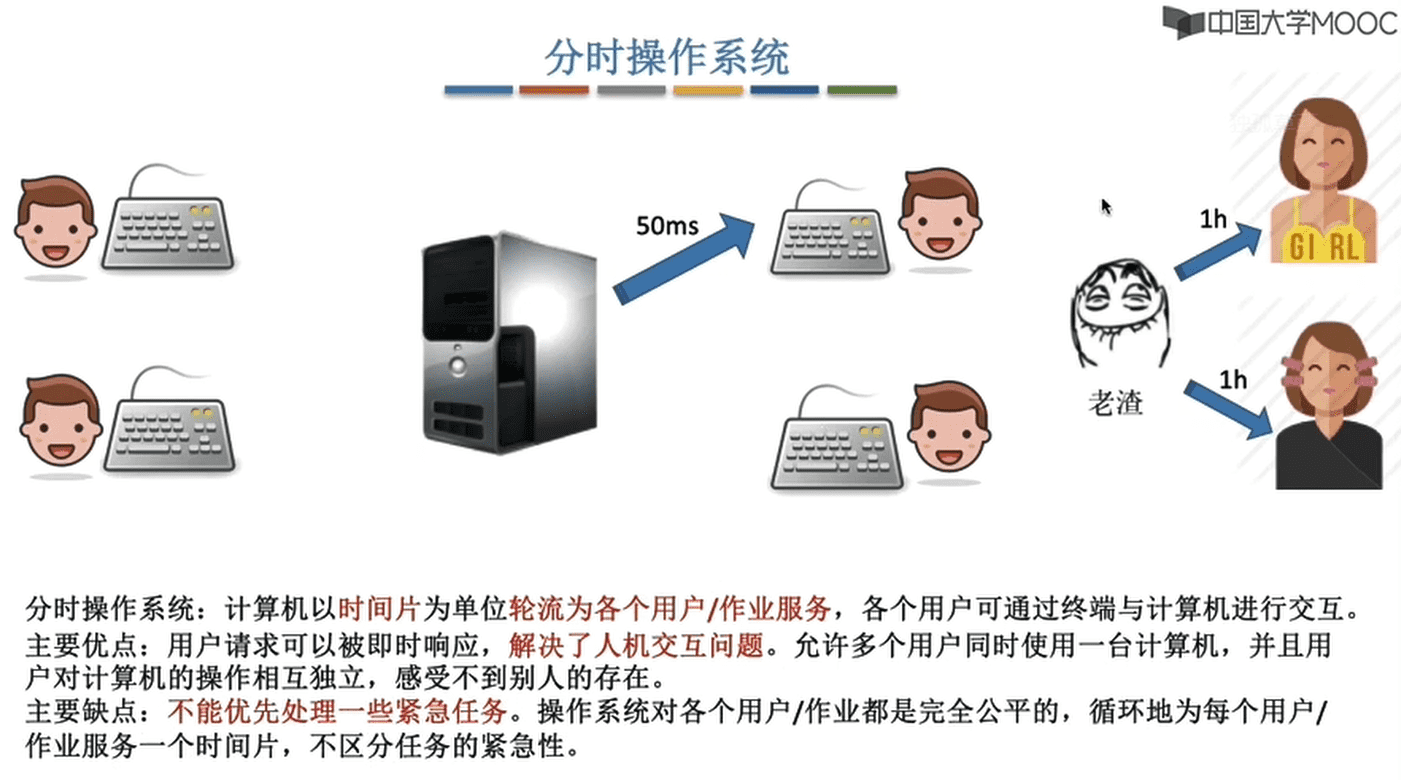 中国大学MOOC
分时操作系统
50ms
1h
GI RL
1h
老渣
分时操作系统：计算机以时间片为单位轮流为各个用户/作业服务，各个用户可通过终端与计算机进行交互。
主要优点：用户请求可以被即时响应，解决了人机交互问题。允许多个用户同时使用一台计算机，并且用
户对计算机的操作相互独立，感受不到别人的存在。
主要缺点：不能优先处理一些紧急任务。操作系统对各个用户/作业都是完全公平的，循环地为每个用户/
作业服务一个时间片，不区分任务的紧急性。